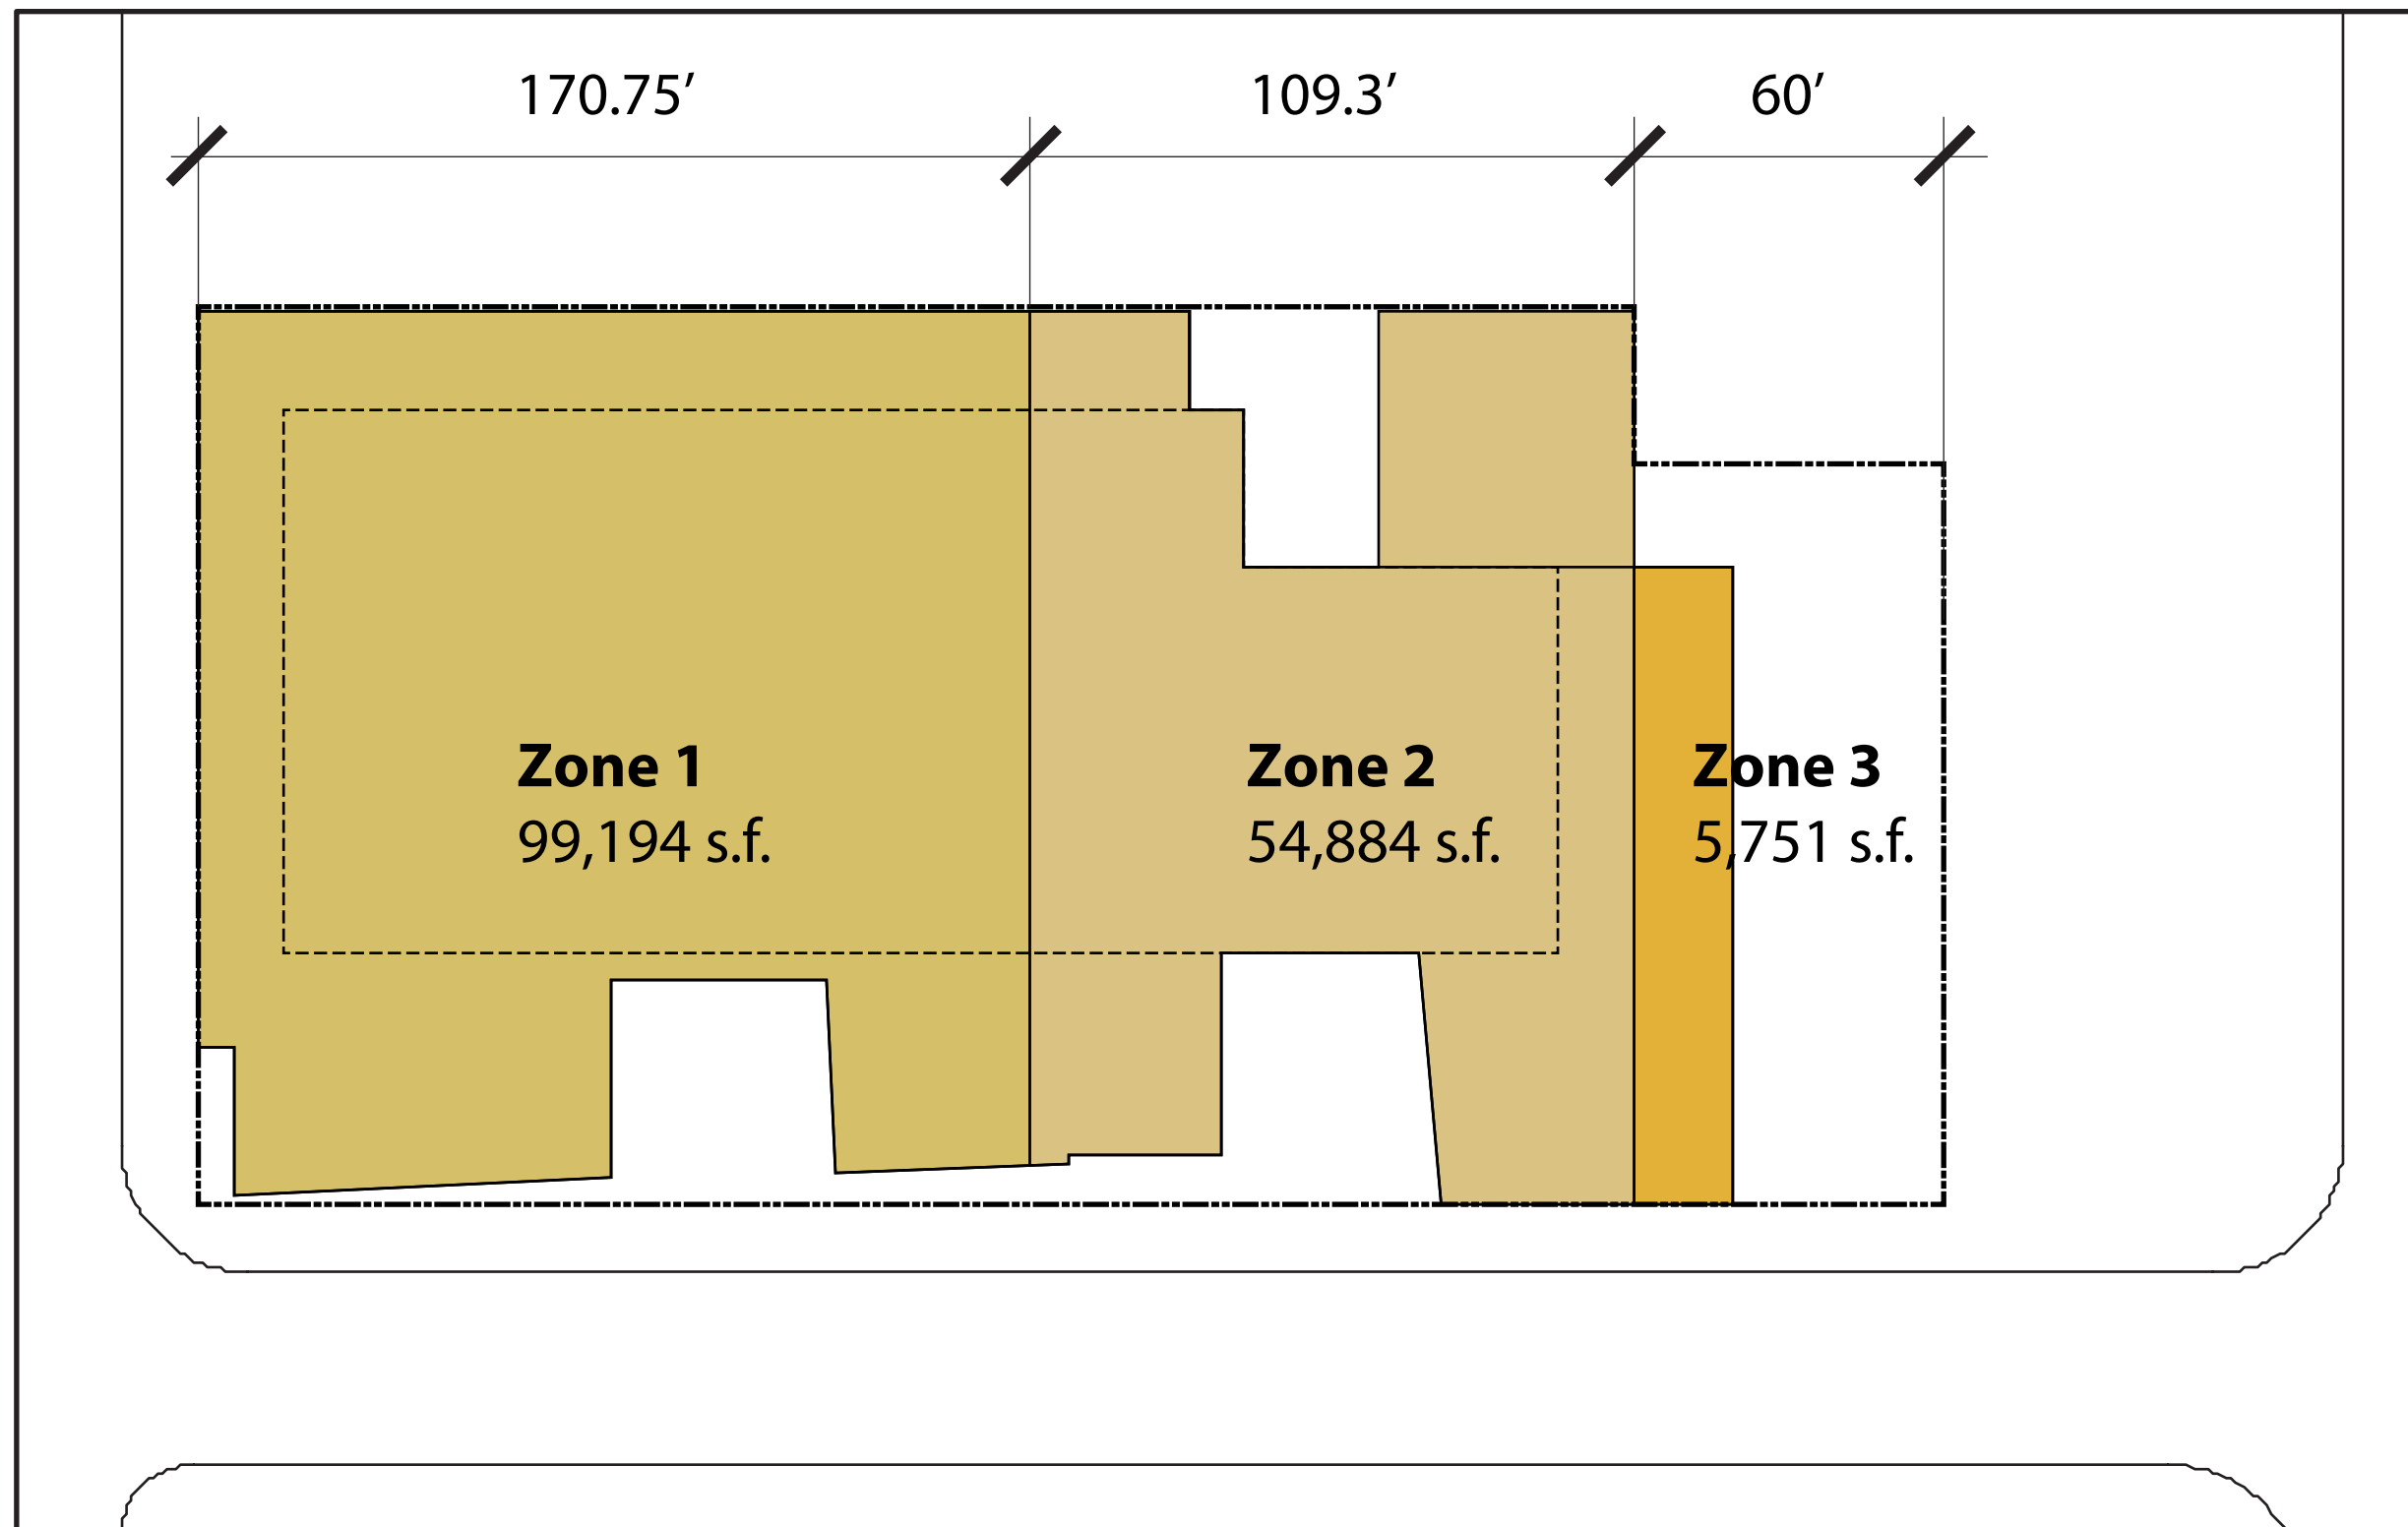 170.75’
109.3’
60’
Zone 1
99,194 s.f.
Zone 2
54,884 s.f.
Zone 3
5,751 s.f.